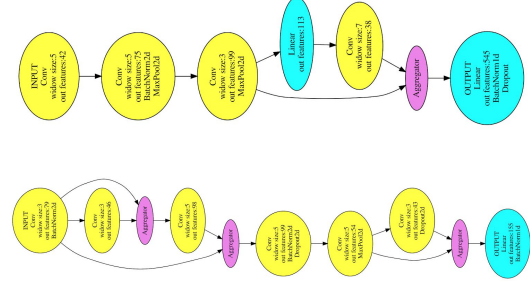 INPUT
Conv
widow size:5
out features:42
Conv
widow size:5
out features:75
BatchNorm2d
MaxPool2d
Conv
widow size:3
out features:99
MaxPool2d
Linear
out features:113
Conv
widow size:7
out features:38
Aggregator
OUTPUT
Linear
out features:545
BatchNorm1d
Dropout
INPUT
Conv
widow size:3
out features:79
BatchNorm2d
Conv
widow size:3
out features:46
Aggregator
Conv
widow size:5
out features:98
Aggregator
Conv
widow size:5
out features:99
BatchNorm2d
Dropout2d
Conv
widow size:5
out features:54
MaxPool2d
Conv
widow size:3
out features:43
Dropout2d
Aggregator
OUTPUT
Linear
out features:155
BatchNorm1d